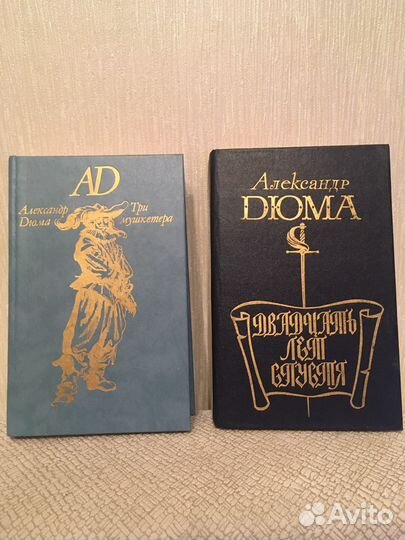 AD
Александр Три
Дюма мушкетера
Александр
ДЮМА
ДВАДЦАТЬ
ЛЕТ
СПУСТЯ
Avito